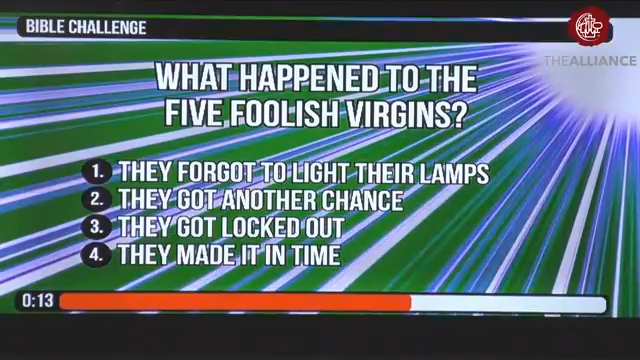 BIBLE CHALLENGE
THEALLIANCE
WHAT HAPPENED TO THE
FIVE FOOLISH VIRGINS?
1. THEY FORGOT TO LIGHT THEIR LAMPS
2. THEY GOT ANOTHER CHANCE
3. THEY GOT LOCKED OUT
4. THEY MADE IT IN TIME
0:13